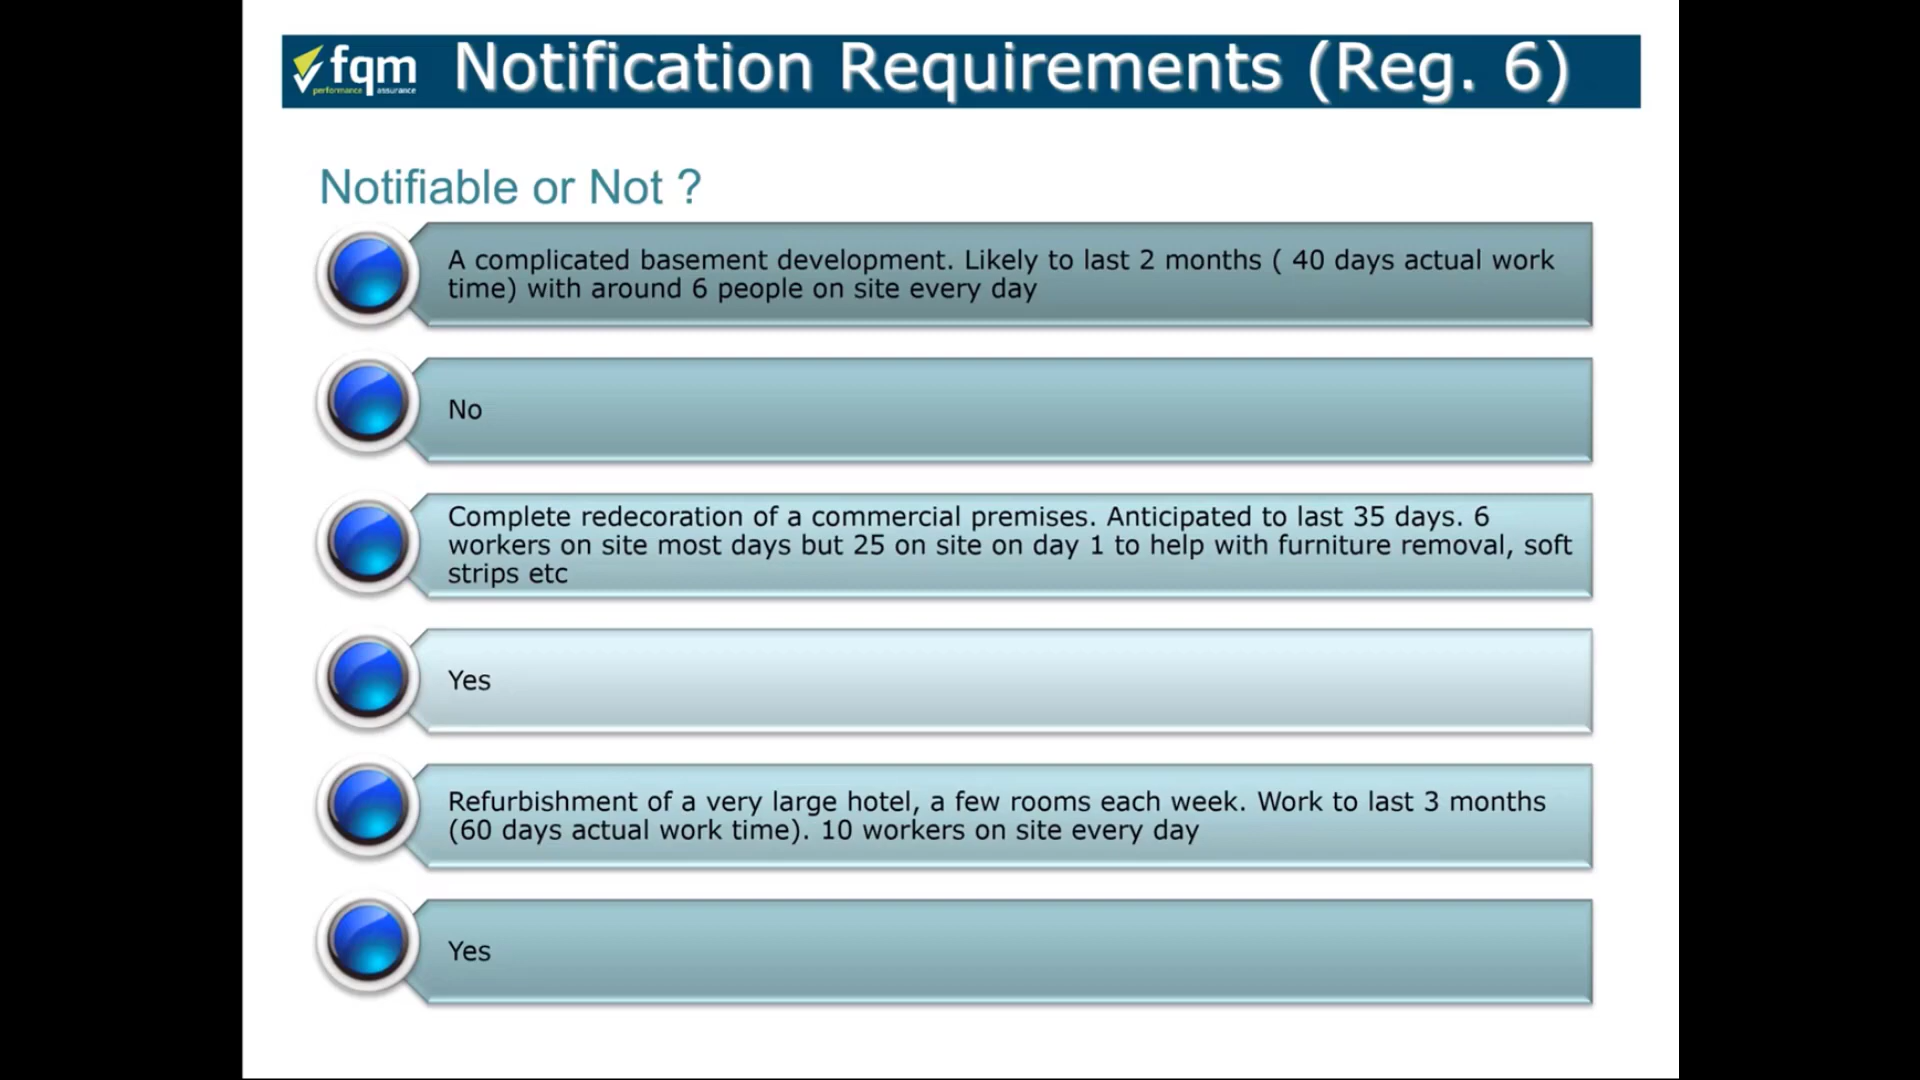 fqm
performance assurance
Notification Requirements (Reg. 6)
Notifiable or Not ?
A complicated basement development. Likely to last 2 months ( 40 days actual work
time) with around 6 people on site every day
No
Complete redecoration of a commercial premises. Anticipated to last 35 days. 6
workers on site most days but 25 on site on day 1 to help with furniture removal, soft
strips etc
Yes
Refurbishment of a very large hotel, a few rooms each week. Work to last 3 months
(60 days actual work time). 10 workers on site every day
Yes